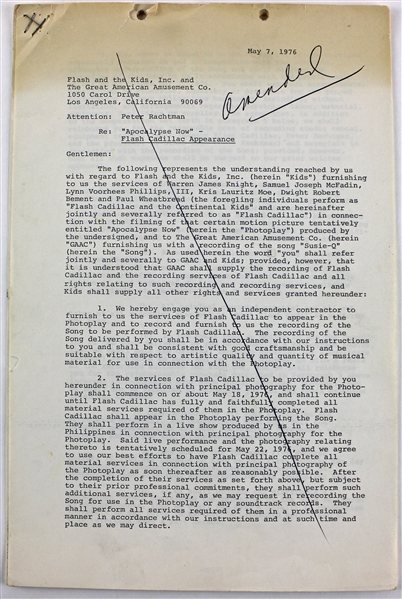 May 7, 1976
Amended
Flash and the Kids, Inc. and
The Great American Amusement Co.
1050 Carol Drive
Los Angeles, California 90069
Attention: Peter Rachtman
Re: "Apocalypse Now" -
Flash Cadillac Appearance
Gentlemen:
The following represents the understanding reached by us
with regard to Flash and the Kids, Inc. (herein "Kids") furnishing
to us the services of Warren James Knight, Samuel Joseph McFadin,
Lynn Voorhees Phillips, III, Kris Lauritz Moe, Dwight Robert
Bement and Paul Wheatbread (the foregling individuals perform as
"Flash Cadillac and the Continental Kids" and are hereinafter
jointly and severally referred to as "Flash Cadillac") in connec-
tion with the filming of that certain motion picture tentatively
entitled "Apocalypse Now" (herein the "Photoplay") produced by
the undersigned, and to The Great American Amusement Co. (herein
"GAAC") furnishing us with a recording of the song "Susie-Q"
(herein the "Song"). As used herein the word "you" shall refer
jointly and severally to GAAC and Kids; provided, however, that
it is understood that GAAC shall supply the recording of Flash
Cadillac and the recording services of Flash Cadillac and all
rights relating to such recording and recording services, and
Kids shall supply all other rights and services granted hereunder:
1. We hereby engage you as an independent contractor to
furnish to us the services of Flash Cadillac to appear in the
Photoplay and to record and furnish to us the recording of the
Song to be performed by Flash Cadillac. The recording of the
Song delivered by you shall be in accordance with our instructions
to you and shall be consistent with good craftsmanship and be
suitable with respect to artistic quality and quantity of musical
material for use in connection with the Photoplay.
2. The services of Flash Cadillac to be provided by you
hereunder in connection with principal photography for the Photo-
play shall commence on or about May 18, 1976, and shall continue
until Flash Cadillac has fully and faithfully completed all
material services required of them in the Photoplay. Flash
Cadillac shall appear in the Photoplay performing the Song.
They shall perform in a live show produced by us in the
Philippines in connection with principal photography for the
Photoplay. Said live performance and the photography relating
thereto is tentatively scheduled for May 22, 1976, and we agree
to use our best efforts to have Flash Cadillac complete all
material services in connection with principal photography of
the Photoplay as soon thereafter as reasonably possible. After
the completion of their services as set forth above, but subject
to their prior professional commitments, they shall perform such
additional services, if any, as we may request in rerecording the
Song for use in the Photoplay or any soundtrack records. They
shall perform all services required of them in a professional
manner in accordance with our instructions and at such time and
place as we may direct.